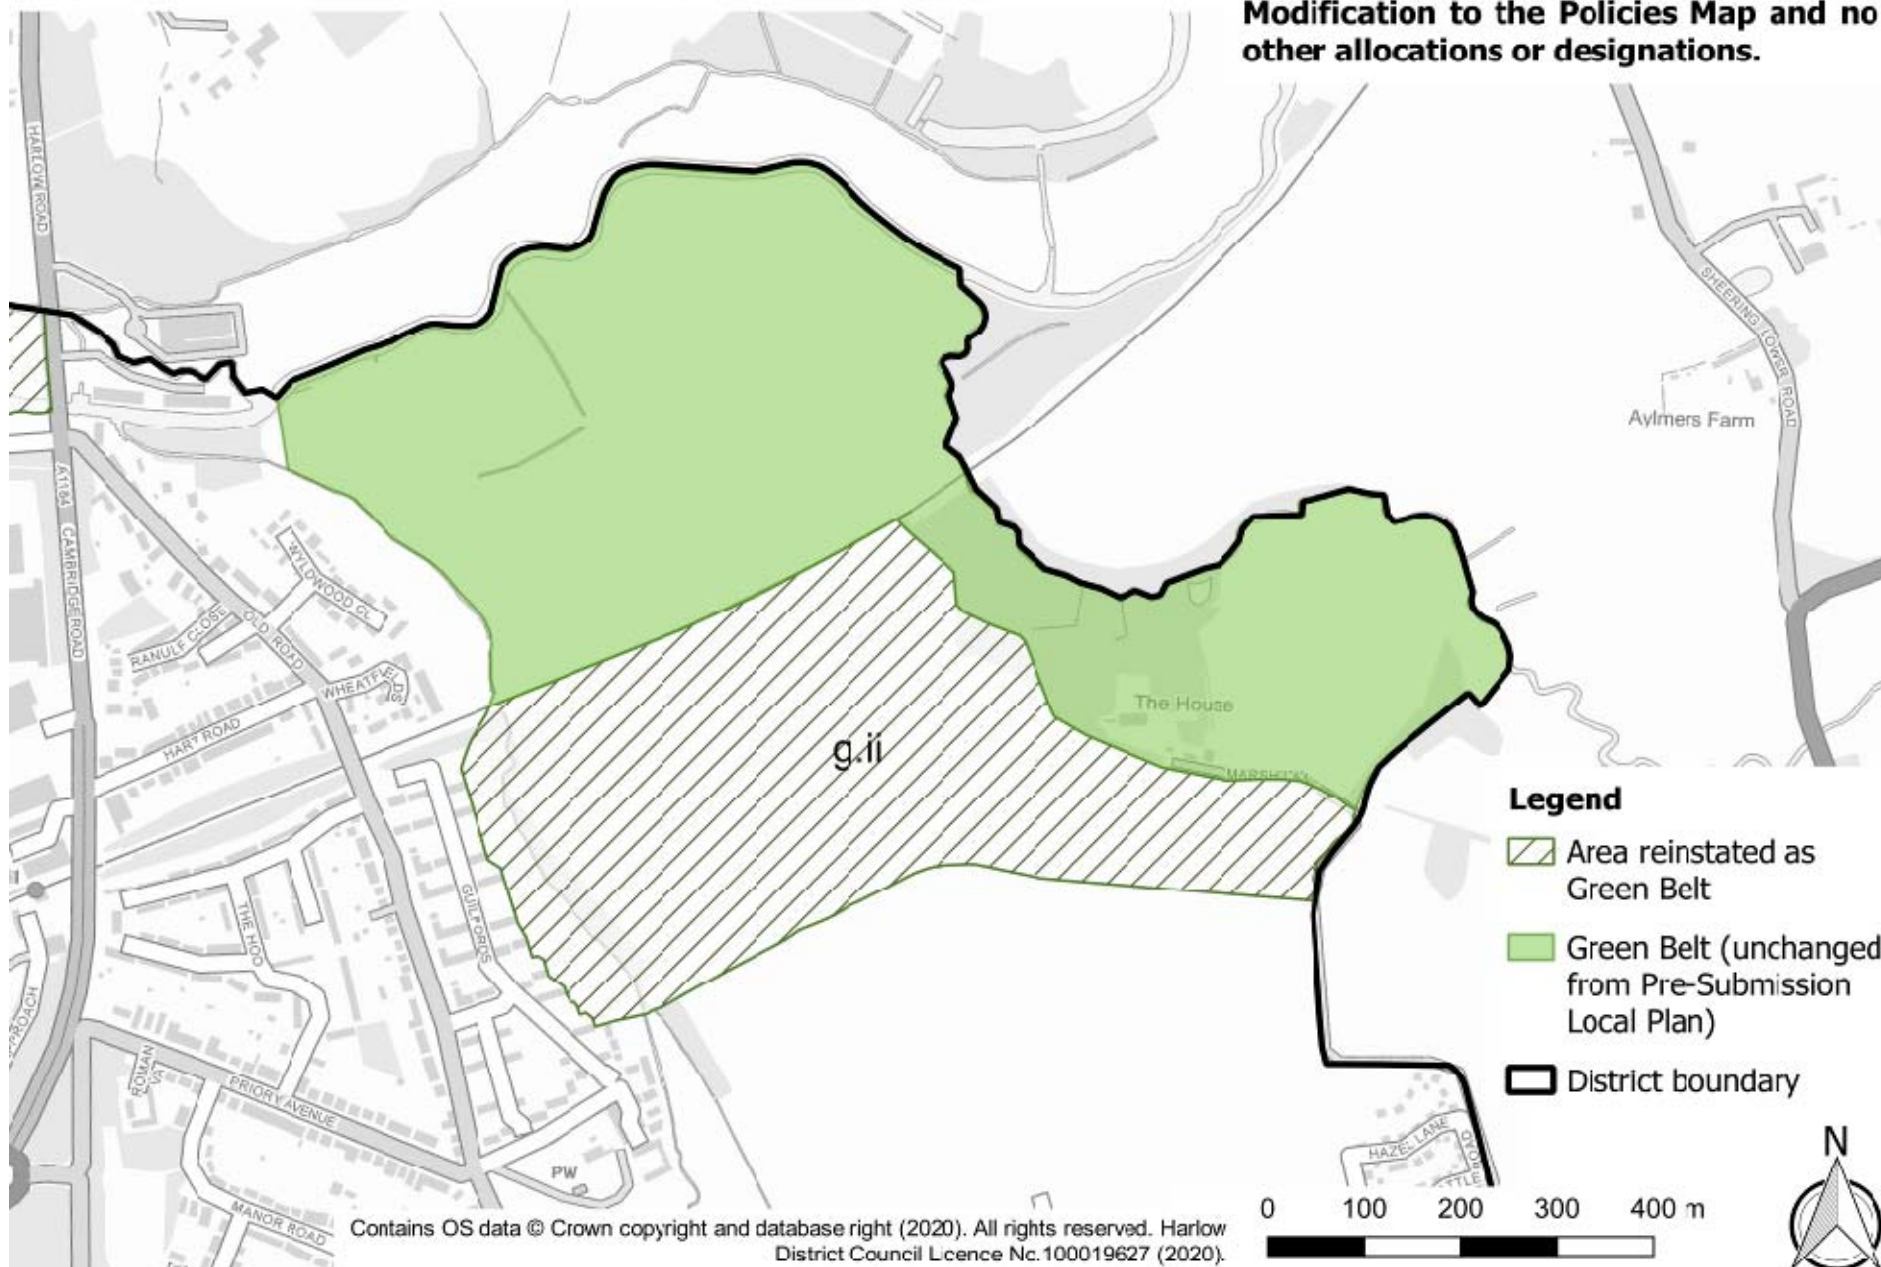 Modification to the Policies Map and no
other allocations or designations.
HARLOW ROAD
SHEERING LOWER ROAD
Aylmers Farm
A1184 CAMBRIDGE ROAD
WYLDWOOD CL
RANULF CLOSE
OLD ROAD
WHEATFIELDS
HART ROAD
The House
g.ii
GUILFORDS
THE HOO
ROMAN
PRIORY AVENUE
PW
MANOR ROAD
HAZEL LANE
Legend
Area reinstated as
Green Belt
Green Belt (unchanged
from Pre-Submission
Local Plan)
District boundary
N
0 100 200 300 400 m
Contains OS data © Crown copyright and database right (2020). All rights reserved. Harlow
District Council Licence No.100019627 (2020).